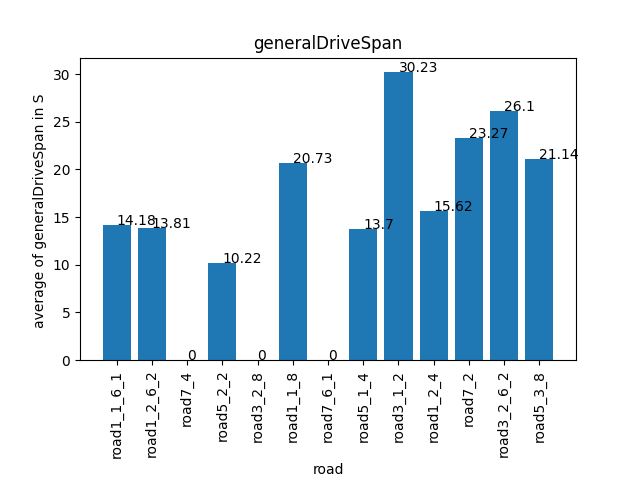 generalDriveSpan
average of generalDriveSpan in S
30
25
20
15
10
5
0
14.18
13.81
0
10.22
0
20.73
0
13.7
30.23
15.62
23.27
26.1
21.14
road1_1_6_1
road1_2_6_2
road7_4
road5_2_2
road3_2_8
road1_1_8
road7_6_1
road5_1_4
road3_1_2
road1_2_4
road7_2
road3_2_6_2
road5_3_8
road